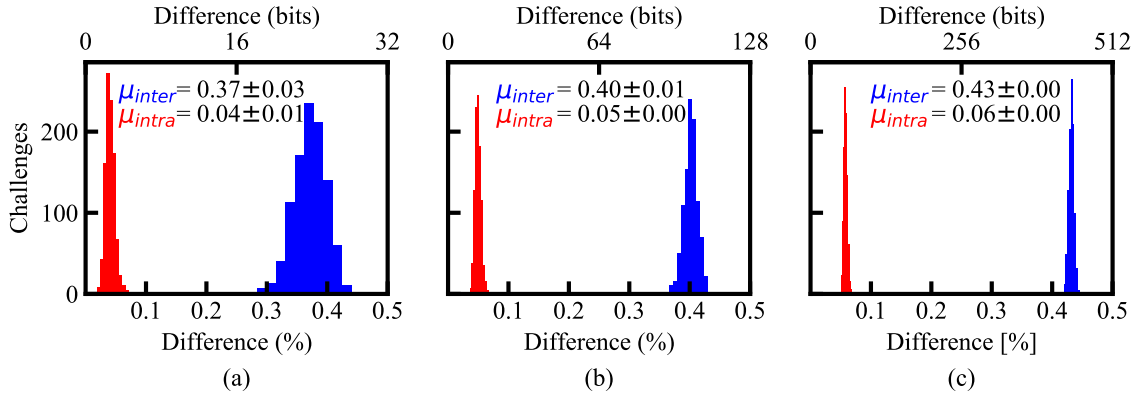 Difference (bits)
0 16 32
μinter = 0.37±0.03
μintra = 0.04±0.01
Challenges
200
100
0
0.1 0.2 0.3 0.4 0.5
Difference (%)
(a)
Difference (bits)
0 64 128
μinter = 0.40±0.01
μintra = 0.05±0.00
0.1 0.2 0.3 0.4 0.5
Difference (%)
(b)
Difference (bits)
0 256 512
μinter = 0.43±0.00
μintra = 0.06±0.00
0.1 0.2 0.3 0.4 0.5
Difference [%]
(c)